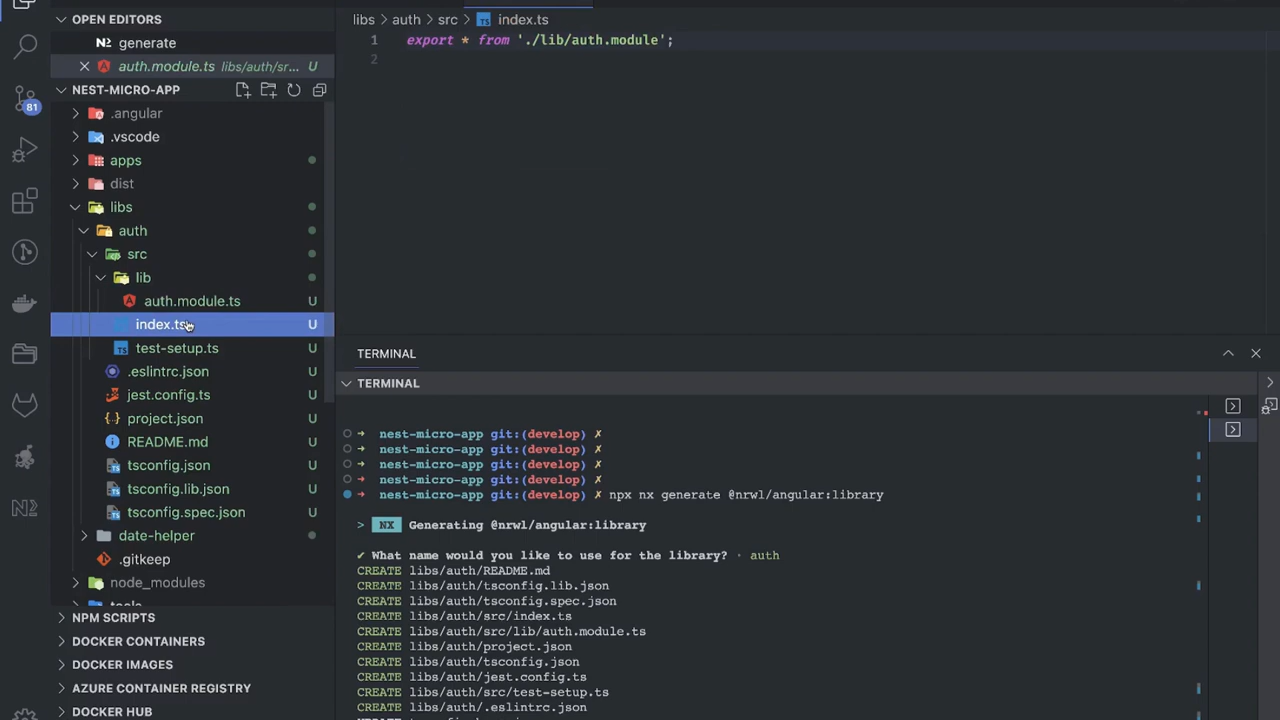 OPEN EDITORS
generate
auth.module.ts libs/auth/sr... U
NEST-MICRO-APP
.angular
.vscode
apps
dist
libs
auth
src
lib
auth.module.ts U
index.ts U
test-setup.ts U
.eslintrc.json U
jest.config.ts U
project.json U
README.md U
tsconfig.json U
tsconfig.lib.json U
tsconfig.spec.json U
date-helper
.gitkeep
node_modules
NPM SCRIPTS
DOCKER CONTAINERS
DOCKER IMAGES
AZURE CONTAINER REGISTRY
DOCKER HUB
81
libs > auth > src > TS index.ts
1 export * from './lib/auth.module';
2
TERMINAL
TERMINAL
➜ nest-micro-app git:(develop) ✗
➜ nest-micro-app git:(develop) ✗
➜ nest-micro-app git:(develop) ✗
➜ nest-micro-app git:(develop) ✗
➜ nest-micro-app git:(develop) ✗ npx nx generate @nrwl/angular:library
> NX Generating @nrwl/angular:library
✔ What name would you like to use for the library? · auth
CREATE libs/auth/README.md
CREATE libs/auth/tsconfig.lib.json
CREATE libs/auth/tsconfig.spec.json
CREATE libs/auth/src/index.ts
CREATE libs/auth/src/lib/auth.module.ts
CREATE libs/auth/project.json
CREATE libs/auth/tsconfig.json
CREATE libs/auth/jest.config.ts
CREATE libs/auth/src/test-setup.ts
CREATE libs/auth/.eslintrc.json